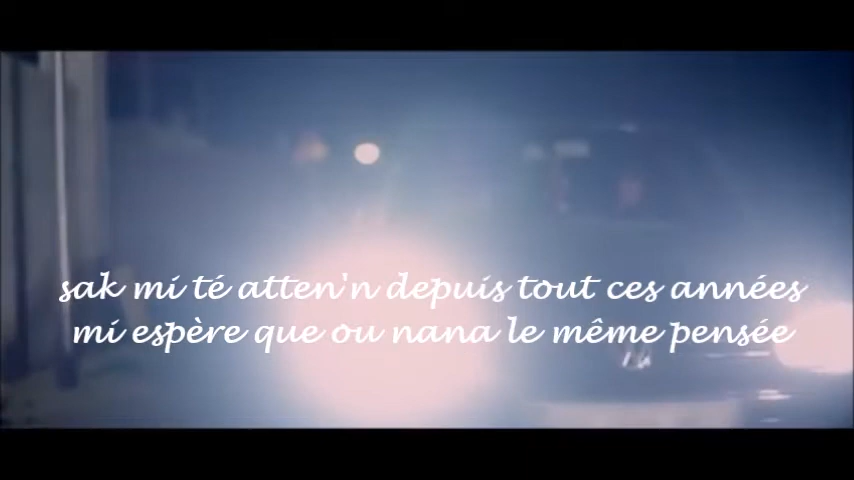 sak mi té atten'n depuis tout ces années
mi espère que ou nana le même pensée